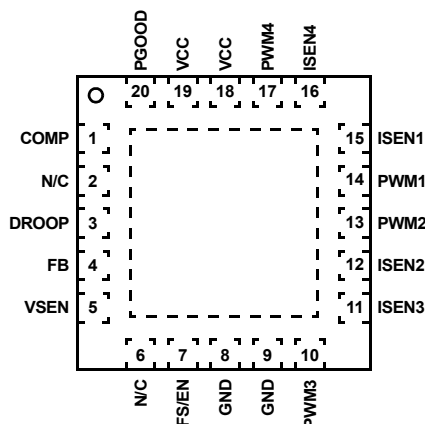 PGOOD
VCC
VCC
PWM4
ISEN4
20 19 18 17 16
COMP 1
N/C 2
DROOP 3
FB 4
VSEN 5
15 ISEN1
14 PWM1
13 PWM2
12 ISEN2
11 ISEN3
6 7 8 9 10
N/C
FS/EN
GND
GND
PWM3